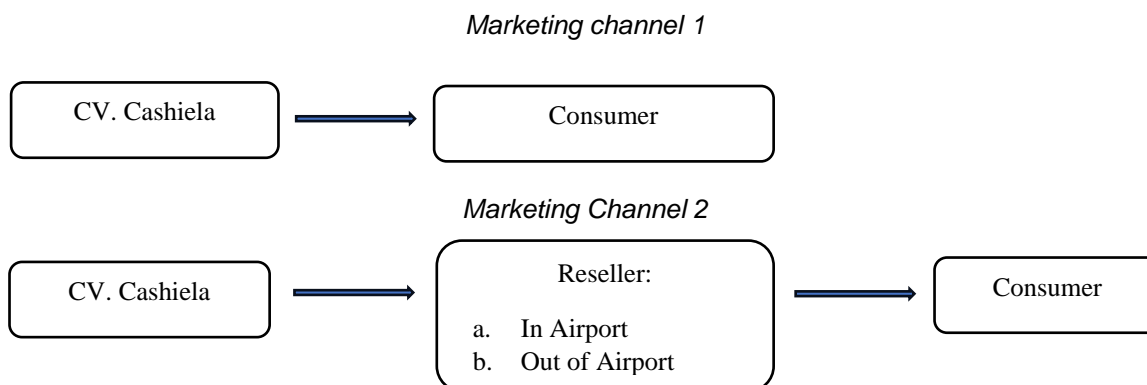 Marketing channel 1
CV. Cashiela
Consumer
Marketing Channel 2
CV. Cashiela
Reseller:
a. In Airport
b. Out of Airport
Consumer